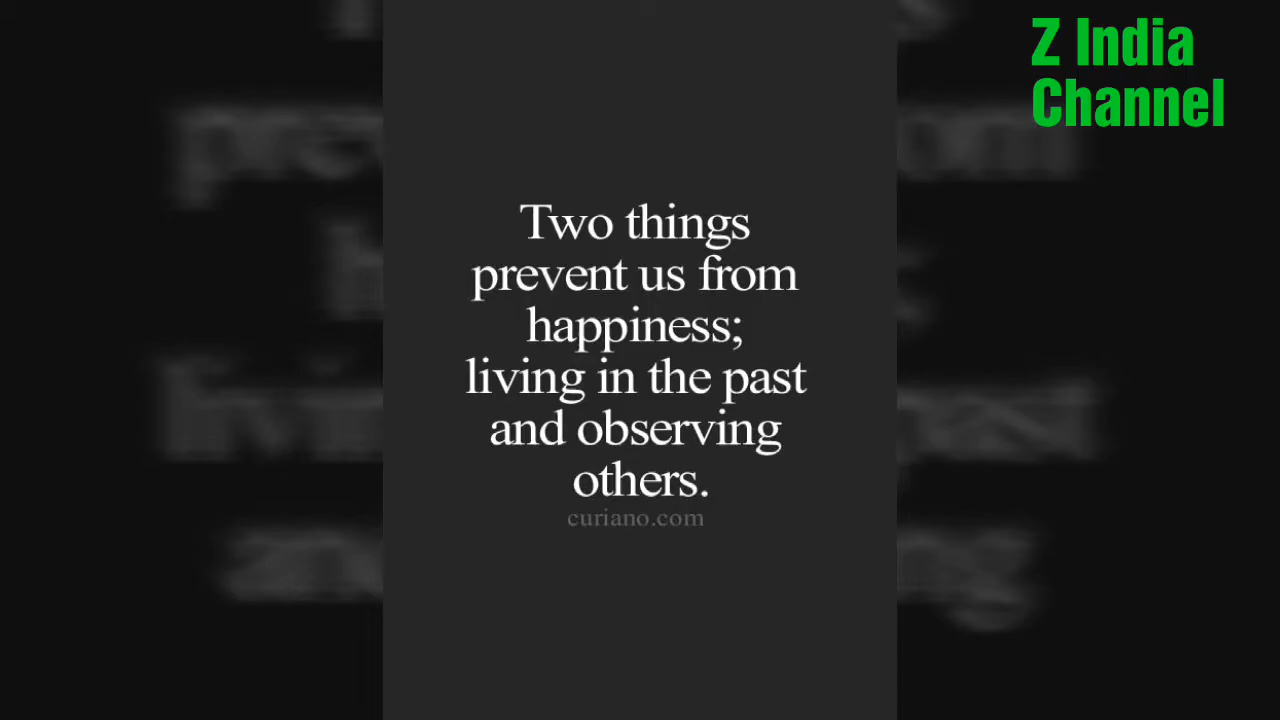 Z India
Channel
Two things
prevent us from
happiness;
living in the past
and observing
others.
curiano.com